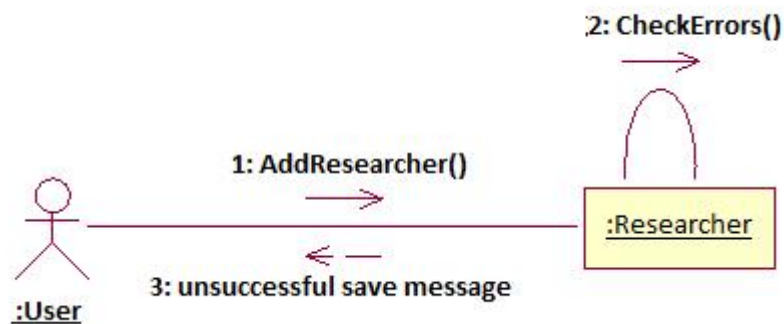 2: CheckErrors()
1: AddResearcher()
:Researcher
3: unsuccessful save message
:User